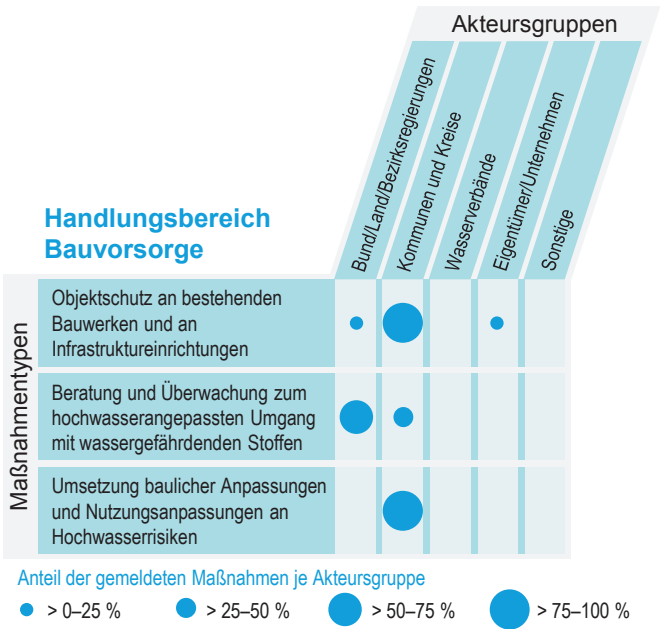 Akteursgruppen
Bund/Land/Bezirksregierungen
Kommunen und Kreise
Wasserverbände
Eigentümer/Unternehmen
Sonstige
Handlungsbereich
Bauvorsorge
Maßnahmentypen
Objektschutz an bestehenden
Bauwerken und an
Infrastruktureinrichtungen
Beratung und Überwachung zum
hochwasserangepassten Umgang
mit wassergefährdenden Stoffen
Umsetzung baulicher Anpassungen
und Nutzungsanpassungen an
Hochwasserrisiken
Anteil der gemeldeten Maßnahmen je Akteursgruppe
> 0–25 % > 25–50 % > 50–75 % > 75–100 %